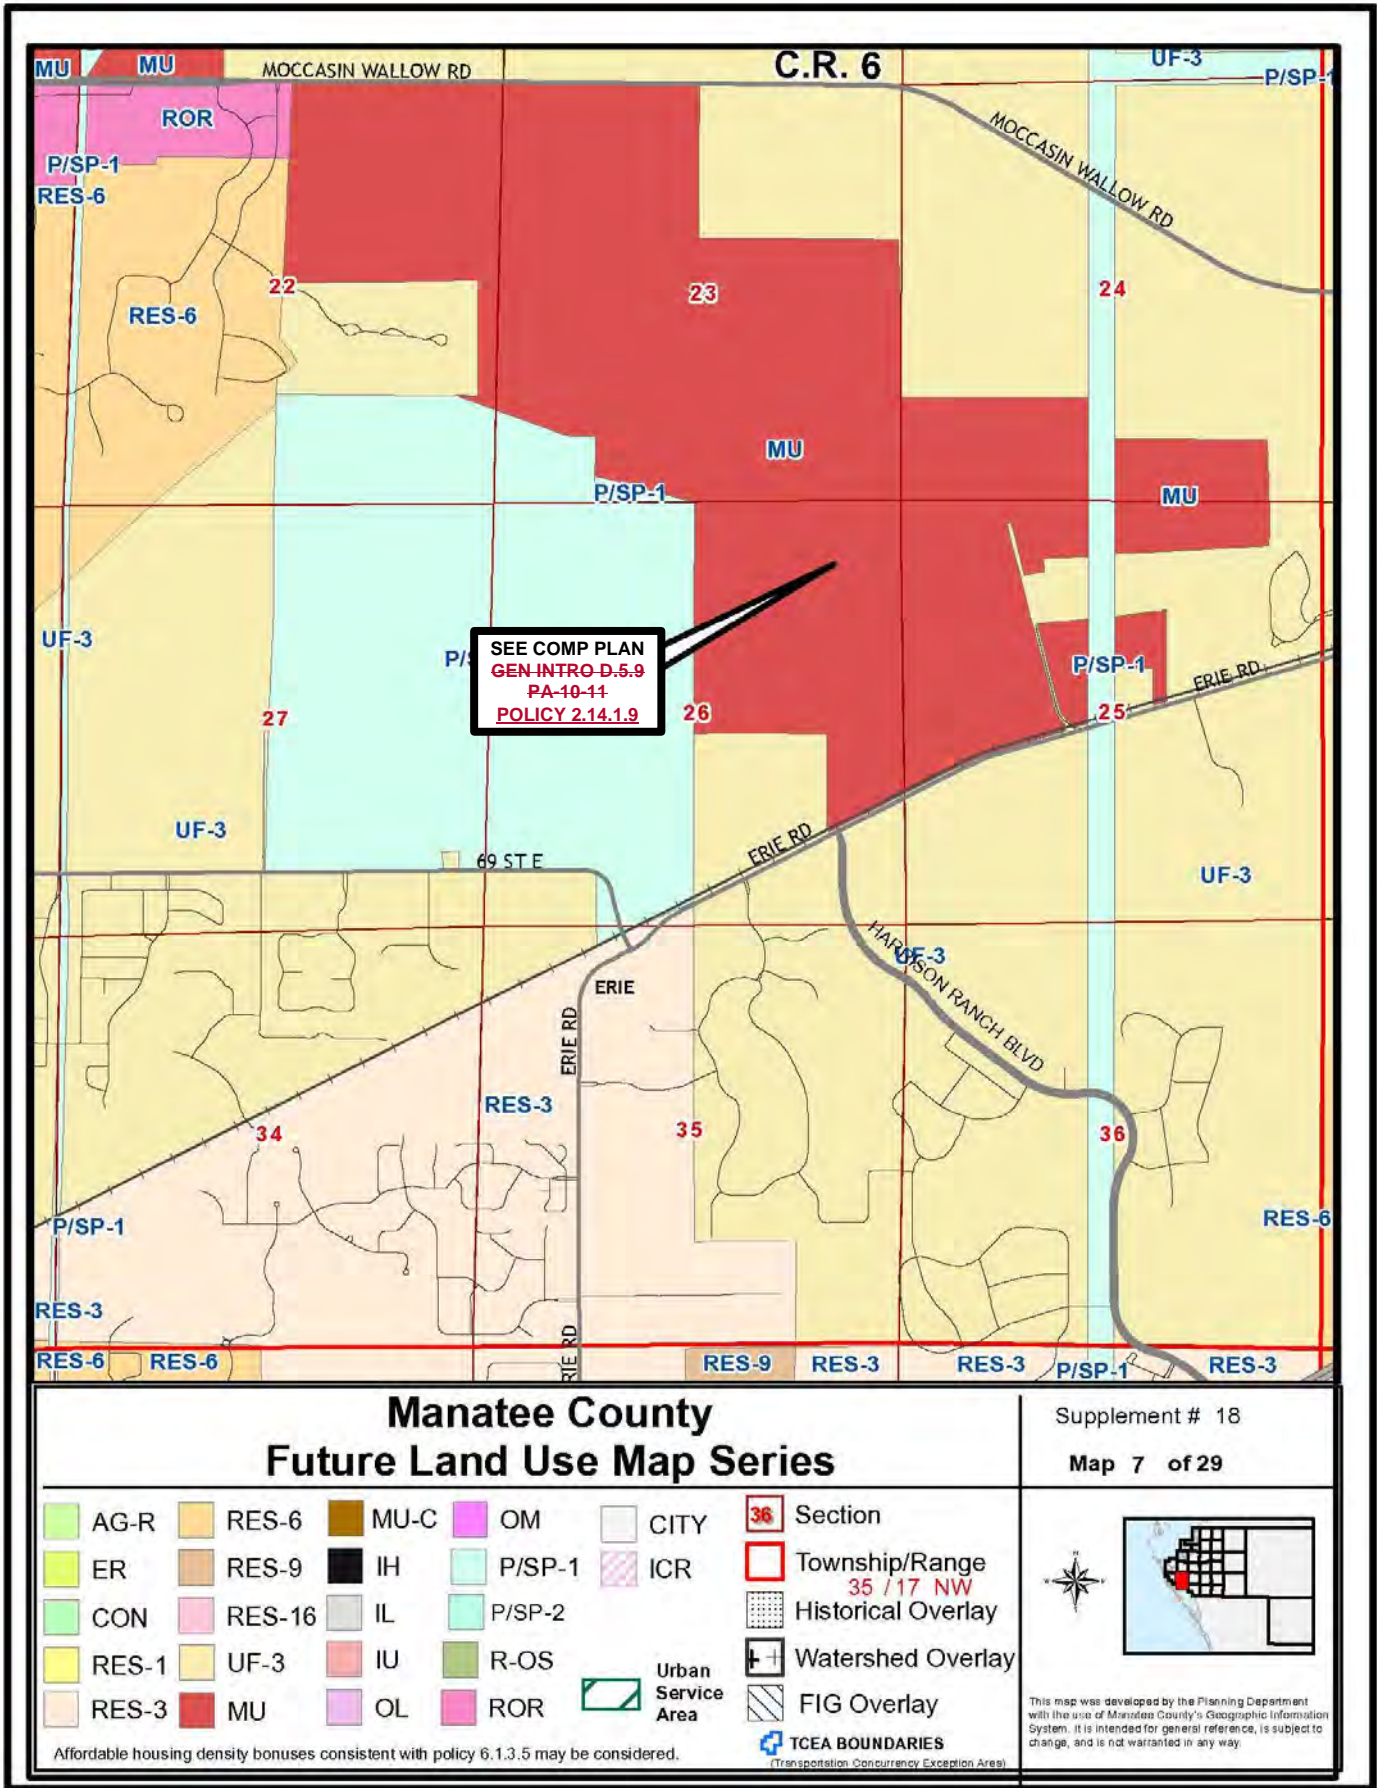 MU
MU
MOCCASIN WALLOW RD
C.R. 6
UF-3
P/SP-1
ROR
P/SP-1
RES-6
MOCCASIN WALLOW RD
22
23
24
RES-6
MU
P/SP-1
MU
UF-3
SEE COMP PLAN
GEN INTRO D.5.9
PA-10-11
POLICY 2.14.1.9
P/SP-1
ERIE RD
27
26
25
UF-3
ERIE RD
69 ST E
UF-3
HARRISON RANCH BLVD
UF-3
ERIE
ERIE RD
RES-3
34
35
36
P/SP-1
RES-6
RES-3
RES-6
RES-6
RES-9
RES-3
RES-3
P/SP-1
RES-3
Manatee County
Future Land Use Map Series
Supplement # 18
Map 7 of 29
AG-R
RES-6
MU-C
OM
CITY
36 Section
ER
RES-9
IH
P/SP-1
ICR
Township/Range
35 / 17 NW
CON
RES-16
IL
P/SP-2
Historical Overlay
RES-1
UF-3
IU
R-OS
Urban
Service
Area
Watershed Overlay
RES-3
MU
OL
ROR
FIG Overlay
TCEA BOUNDARIES
(Transportation Concurrency Exception Area)
Affordable housing density bonuses consistent with policy 6.1.3.5 may be considered.
This map was developed by the Planning Department
with the use of Manatee County's Geographic Information
System. It is intended for general reference, is subject to
change, and is not warranted in any way.